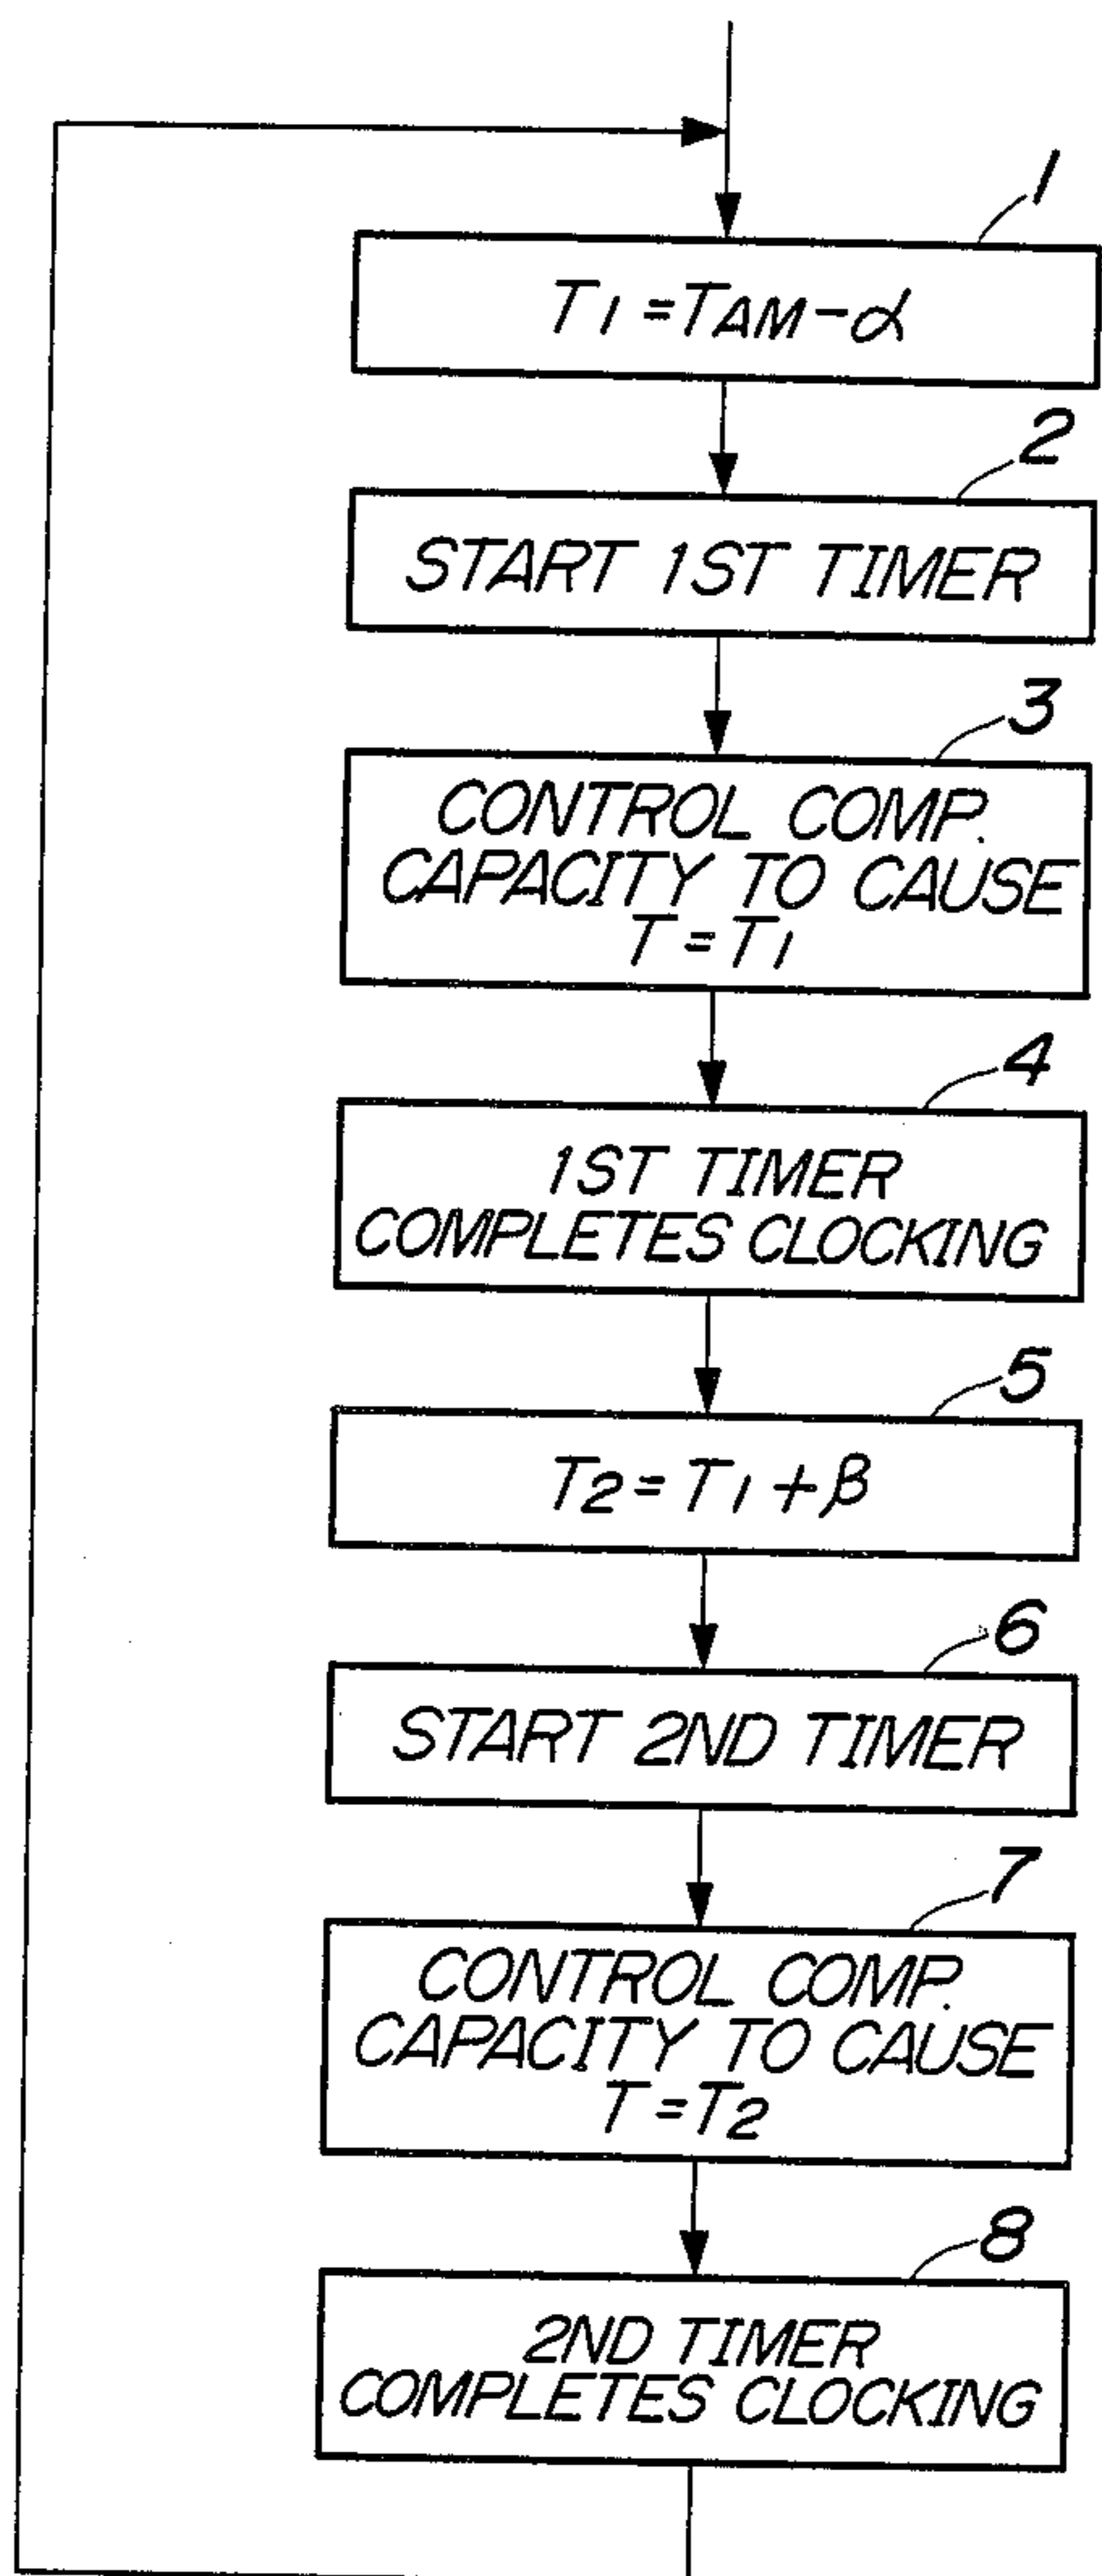 1
T1=TAM-α
2
START 1ST TIMER
3
CONTROL COMP.
CAPACITY TO CAUSE
T=T1
4
1ST TIMER
COMPLETES CLOCKING
5
T2=T1+β
6
START 2ND TIMER
7
CONTROL COMP.
CAPACITY TO CAUSE
T=T2
8
2ND TIMER
COMPLETES CLOCKING